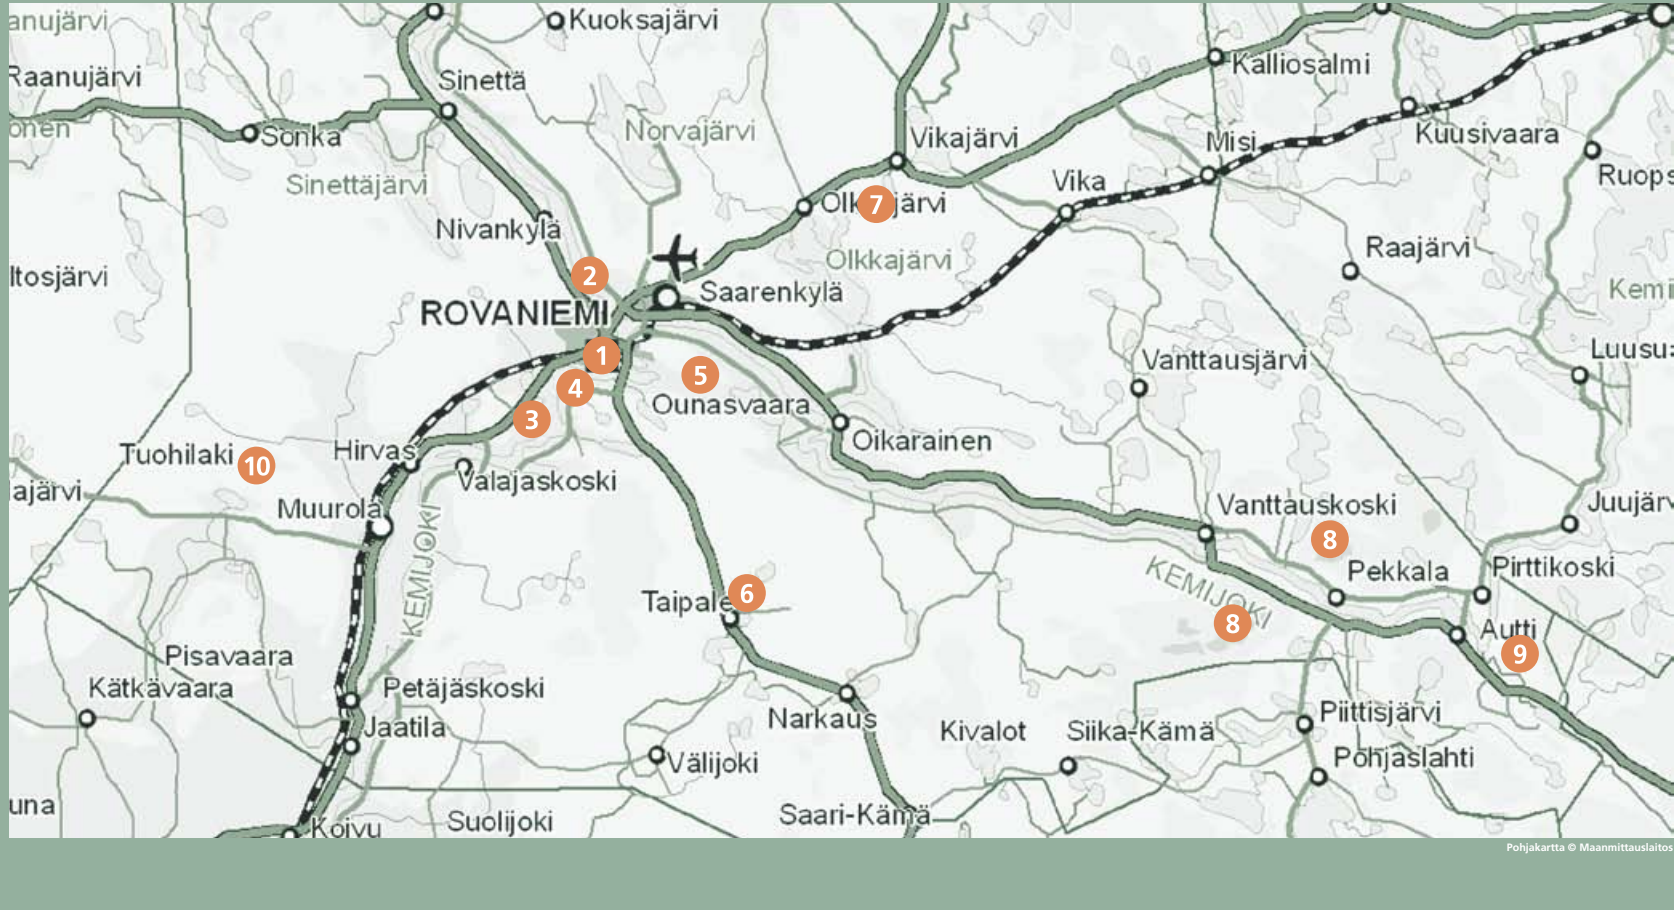 anujärvi
Kuoksajärvi
Raanujärvi
Sinettä
Kalliosalmi
onen
Sonka
Norvajärvi
Vikajärvi
Misi
Kuusivaara
Sinettäjärvi
Vika
Ruops
Olk
7
järvi
Nivankylä
Raajärvi
Olkkajärvi
ltosjärvi
2
Saarenkylä
Kemi
ROVANIEMI
1
Vanttausjärvi
Luusu
5
4
Ounasvaara
3
Tuohilaki
10
Hirvas
Oikarainen
Valajaskoski
lajärvi
Muurola
Vanttauskoski
Juujärv
8
KEMIJOKI
KEMIJOKI
Pekkala
Pirttikoski
Taipale
6
8
Autti
9
Pisavaara
Kätkävaara
Petäjäskoski
Jaatila
Narkaus
Kivalot
Siika-Kämä
Piittisjärvi
Välijoki
Pohjaslahti
una
Koivu
Suolijoki
Saari-Kämä
Pohjakartta © Maanmittauslaitos